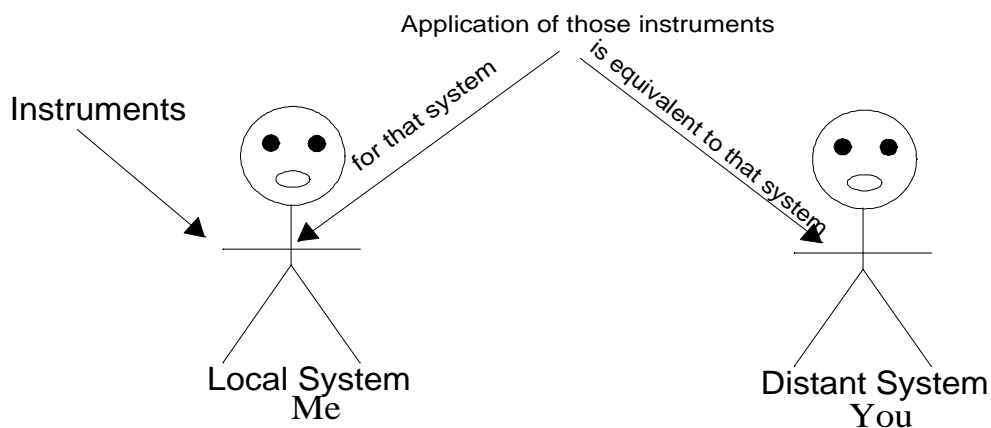 Application of those instruments
is equivalent to that system
for that system
Instruments
Local System
Me
Distant System
You